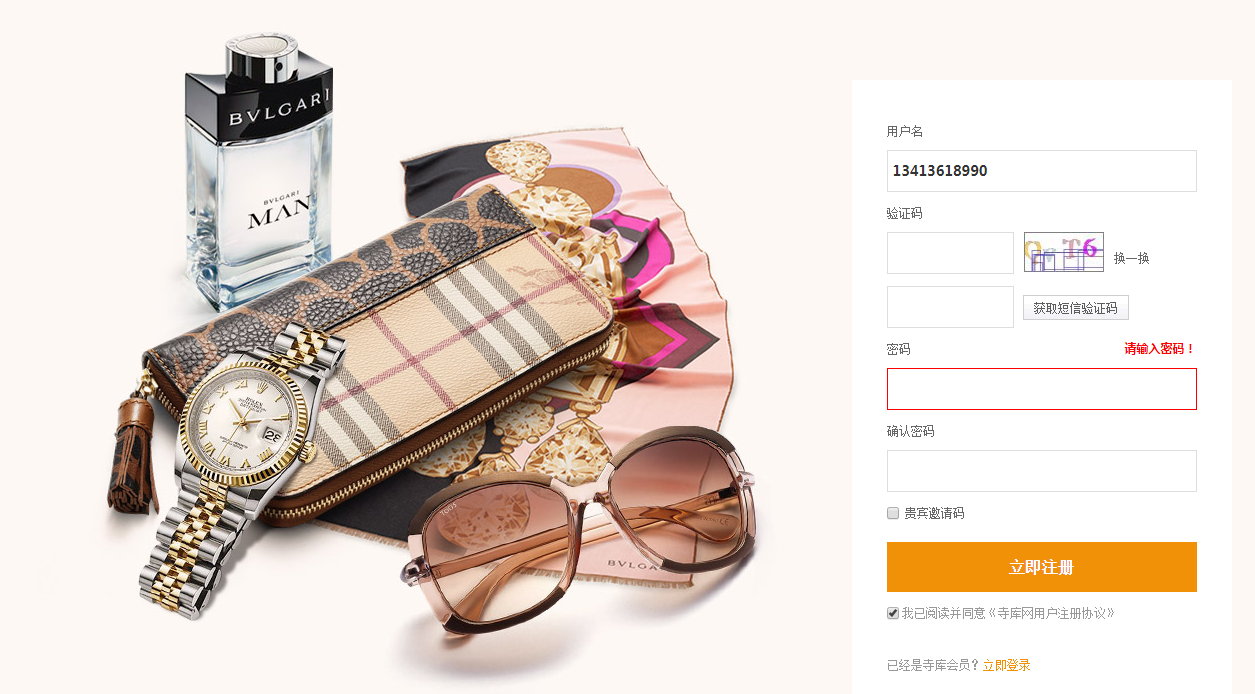 BVLGARI
BVLGARI
MAN
ROLEX
TODS
BVLGA
用户名
13413618990
验证码
换一换
获取短信验证码
密码
请输入密码！
确认密码
贵宾邀请码
立即注册
我已阅读并同意《寺库网用户注册协议》
已经是寺库会员？立即登录